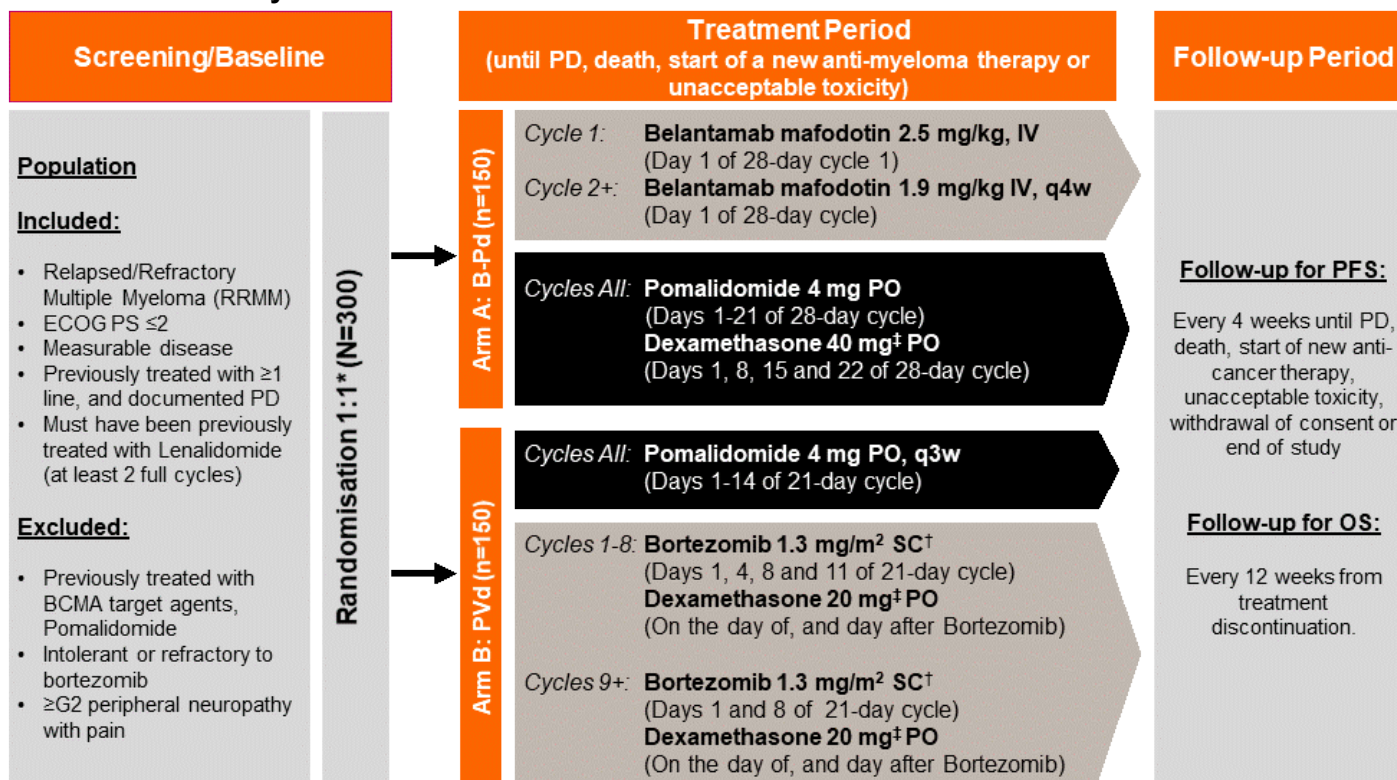 Screening/Baseline
Treatment Period
(until PD, death, start of a new anti-myeloma therapy or
unacceptable toxicity)
Follow-up Period
Population
Included:
• Relapsed/Refractory
Multiple Myeloma (RRMM)
• ECOG PS ≤2
• Measurable disease
• Previously treated with ≥1
line, and documented PD
• Must have been previously
treated with Lenalidomide
(at least 2 full cycles)
Excluded:
• Previously treated with
BCMA target agents,
Pomalidomide
• Intolerant or refractory to
bortezomib
• ≥G2 peripheral neuropathy
with pain
Randomisation 1:1* (N=300)
Arm A: B-Pd (n=150)
Cycle 1: Belantamab mafodotin 2.5 mg/kg, IV
(Day 1 of 28-day cycle 1)
Cycle 2+: Belantamab mafodotin 1.9 mg/kg IV, q4w
(Day 1 of 28-day cycle)
Cycles All: Pomalidomide 4 mg PO
(Days 1-21 of 28-day cycle)
Dexamethasone 40 mg‡ PO
(Days 1, 8, 15 and 22 of 28-day cycle)
Arm B: PVd (n=150)
Cycles All: Pomalidomide 4 mg PO, q3w
(Days 1-14 of 21-day cycle)
Cycles 1-8: Bortezomib 1.3 mg/m² SC†
(Days 1, 4, 8 and 11 of 21-day cycle)
Dexamethasone 20 mg‡ PO
(On the day of, and day after Bortezomib)
Cycles 9+: Bortezomib 1.3 mg/m² SC†
(Days 1 and 8 of 21-day cycle)
Dexamethasone 20 mg‡ PO
(On the day of, and day after Bortezomib)
Follow-up for PFS:
Every 4 weeks until PD,
death, start of new anti-
cancer therapy,
unacceptable toxicity,
withdrawal of consent or
end of study
Follow-up for OS:
Every 12 weeks from
treatment
discontinuation.